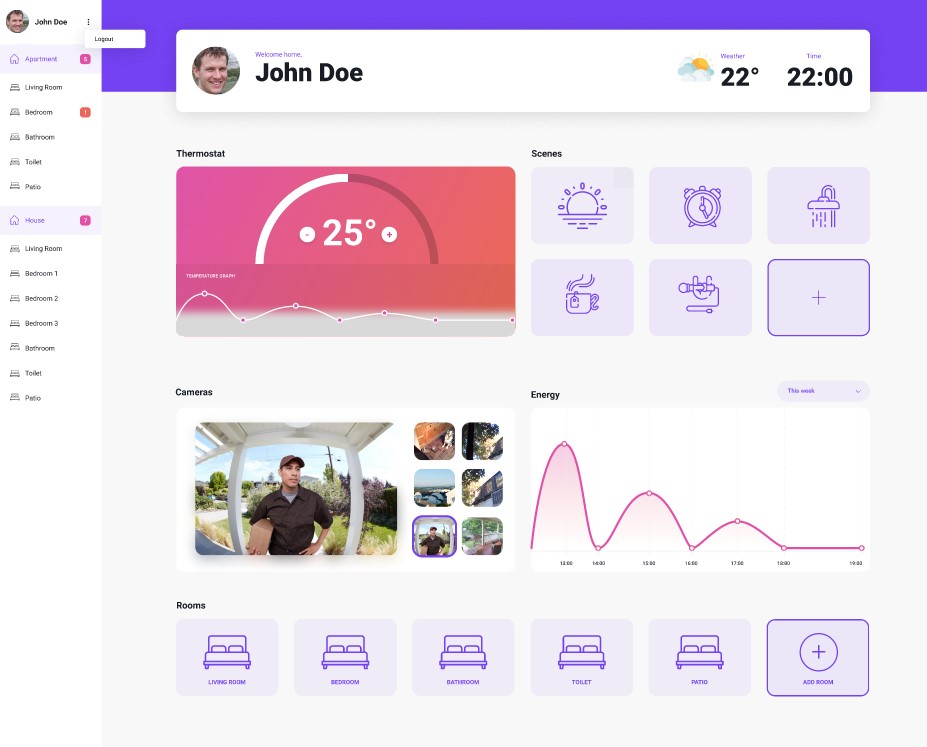 John Doe
Logout
Apartment 5
Living Room
Bedroom 1
Bathroom
Toilet
Patio
House 7
Living Room
Bedroom 1
Bedroom 2
Bedroom 3
Bathroom
Toilet
Patio
Welcome home,
John Doe
Weather
22°
Time
22:00
Thermostat
- 25° +
TEMPERATURE GRAPH
Scenes
Cameras
Energy
This week
13:00 14:00 15:00 16:00 17:00 18:00 19:00
Rooms
LIVING ROOM
BEDROOM
BATHROOM
TOILET
PATIO
ADD ROOM